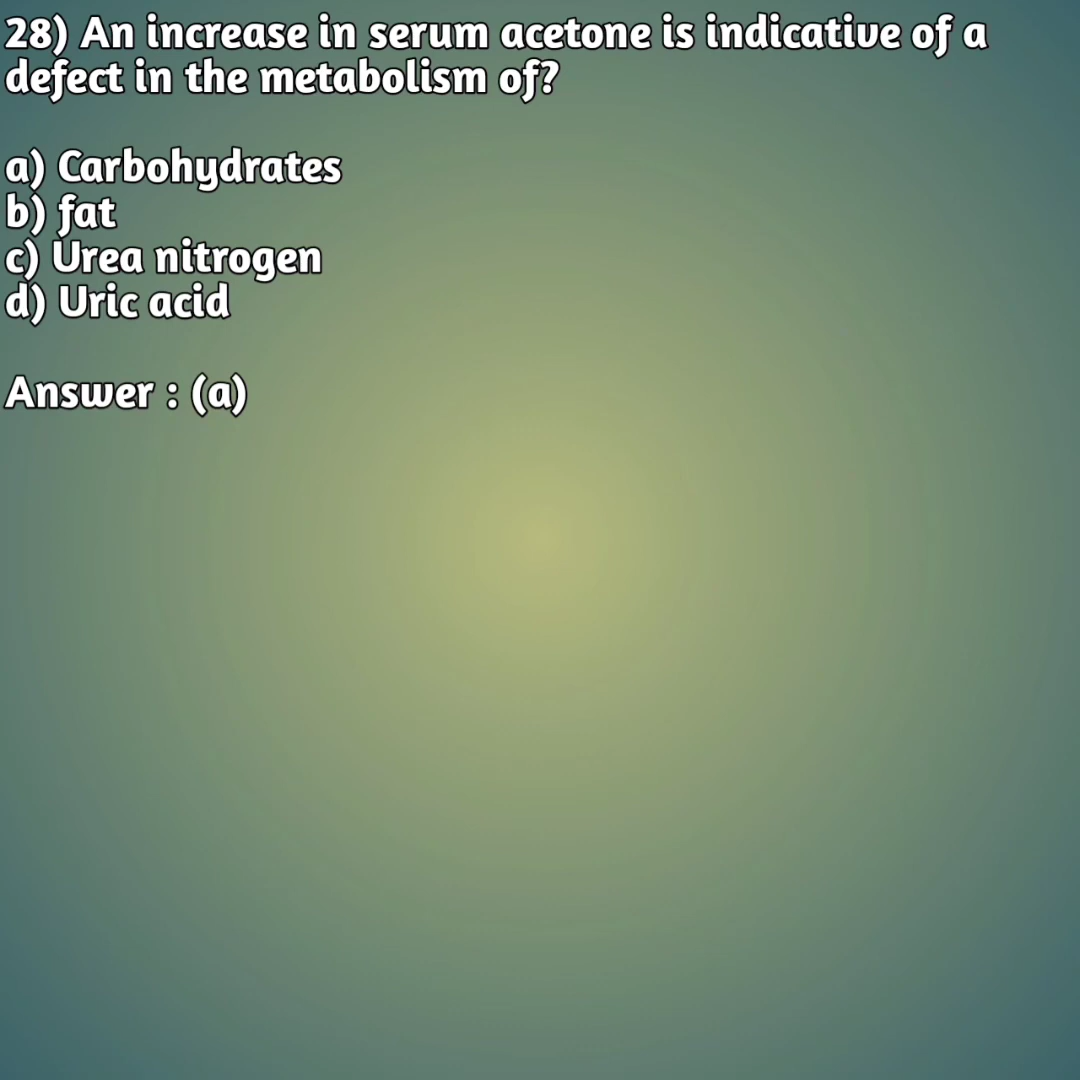 28) An increase in serum acetone is indicative of a
defect in the metabolism of?
a) Carbohydrates
b) fat
c) Urea nitrogen
d) Uric acid
Answer : (a)